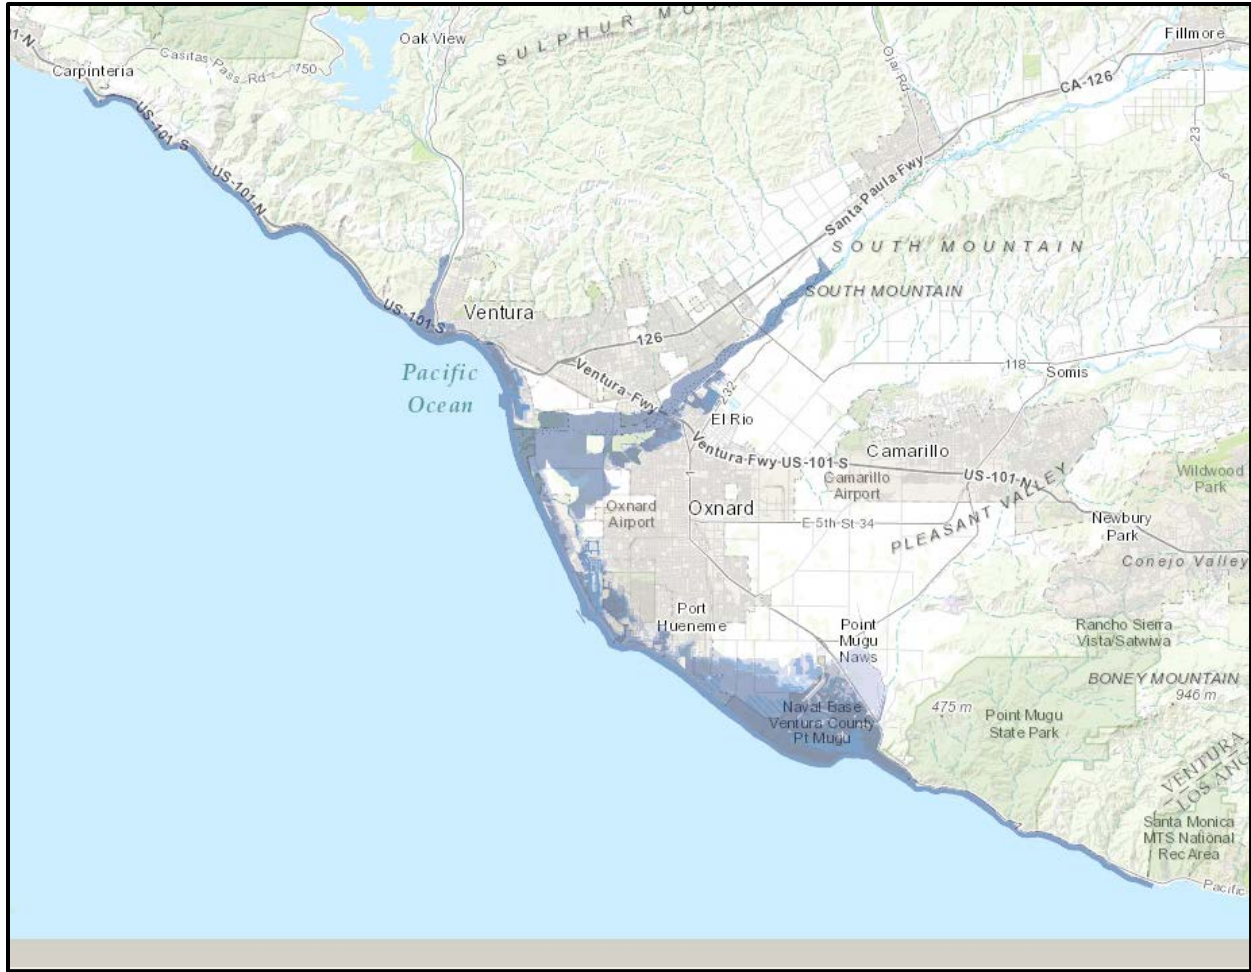 SULPHUR MOU
1-N
Oak View
Fillmore
Casitas Pass Rd
750
Carpinteria
Ojai Rd
CA-126
US-101 S
23
US-101-N
Santa Paula Fwy
SOUTH MOUNTAIN
SOUTH MOUNTAIN
US-101-S
Ventura
126
Pacific
Ocean
Ventura-Fwy
118
Somis
232
El Rio
Ventura Fwy US-101 S
Camarillo
US-101-N
Wildwood
Park
Camarillo
Airport
1
Oxnard
Airport
Oxnard
E 5th St 34
PLEASANT VALLEY
Newbury
Park
Conejo Valley
Port
Hueneme
Point
Mugu
Naws
Rancho Sierra
Vista/Satwiwa
BONEY MOUNTAIN
946 m
475 m
Naval Base
Ventura County
Pt Mugu
Point Mugu
State Park
VENTURA
LOS ANG
Santa Monica
MTS National
Rec Area
1
Pacific